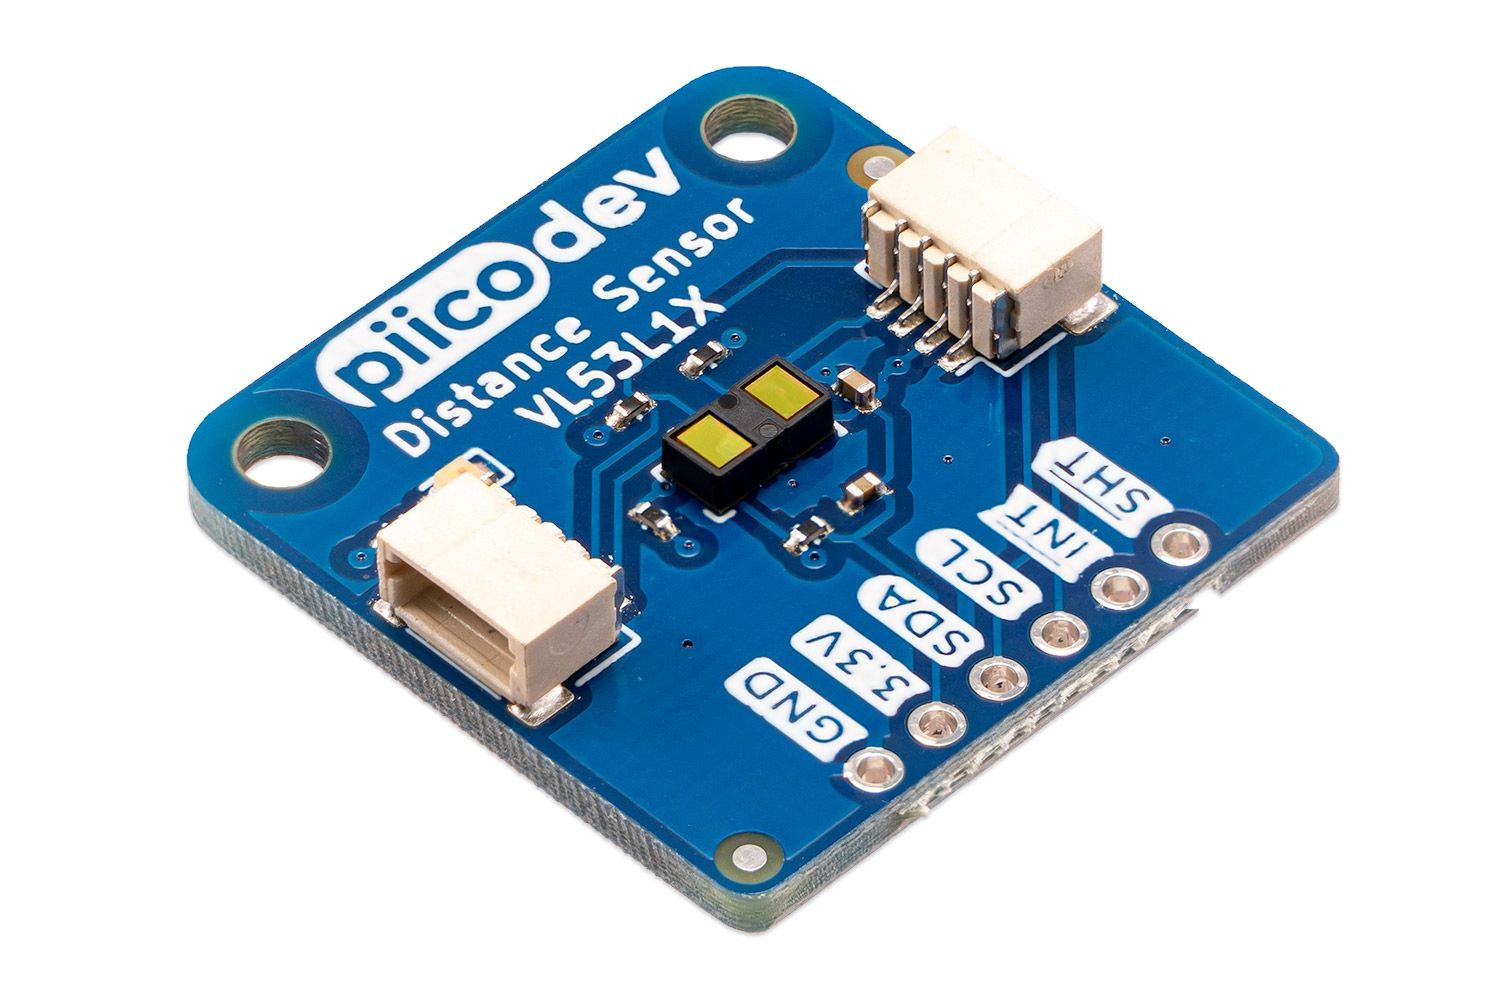 piicodev
Distance Sensor
VL53L1X
SHT
INT
SCL
SDA
3.3V
GND